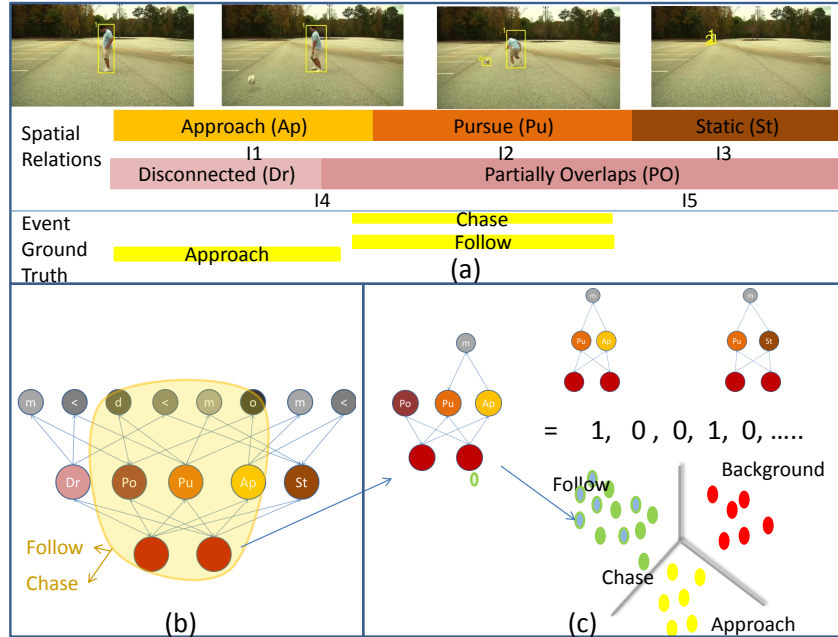 1
2
Spatial
Relations
Approach (Ap)
Pursue (Pu)
Static (St)
I1
I2
I3
Disconnected (Dr)
Partially Overlaps (PO)
I4
I5
Event
Ground
Truth
Chase
Follow
Approach
(a)
m < d < m o m <
Dr Po Pu Ap St
Follow
Chase
(b)
m
Po Pu Ap
m
Pu Ap
m
Pu St
= 1, 0 , 0, 1, 0, .....
Follow
Background
Chase
Approach
(c)